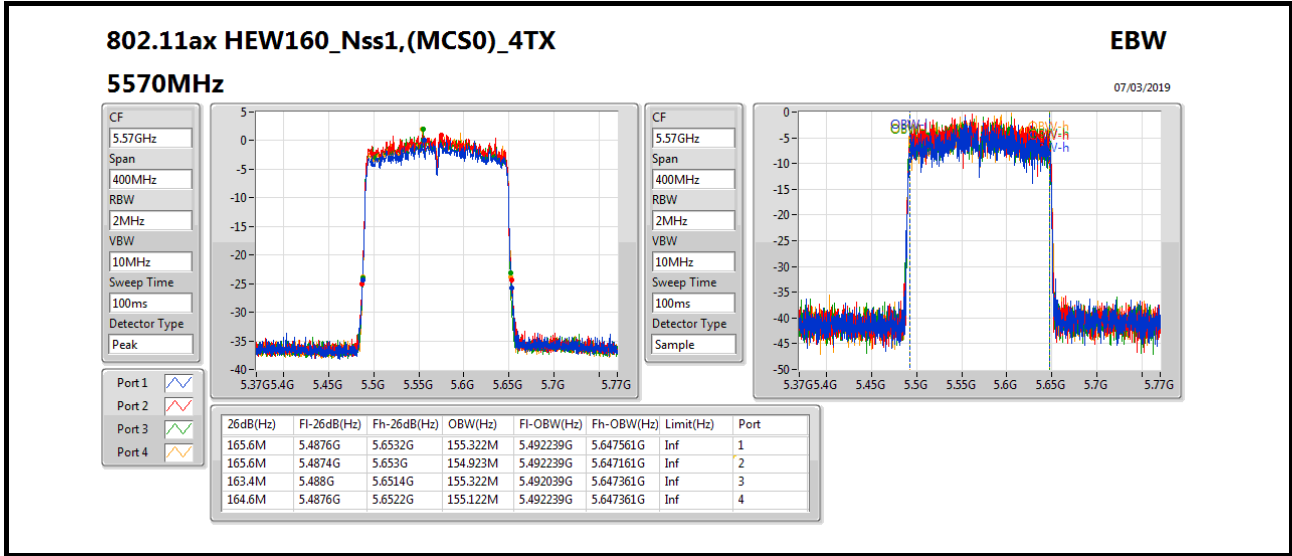 802.11ax HEW160_Nss1,(MCS0)_4TX
EBW
5570MHz
07/03/2019
CF
5.57GHz
Span
400MHz
RBW
2MHz
VBW
10MHz
Sweep Time
100ms
Detector Type
Peak
Port 1
Port 2
Port 3
Port 4
5
0
-5
-10
-15
-20
-25
-30
-35
-40
5.37G5.4G 5.45G 5.5G 5.55G 5.6G 5.65G 5.7G 5.77G
CF
5.57GHz
Span
400MHz
RBW
2MHz
VBW
10MHz
Sweep Time
100ms
Detector Type
Sample
0
-5
-10
-15
-20
-25
-30
-35
-40
-45
-50
5.37G5.4G 5.45G 5.5G 5.55G 5.6G 5.65G 5.7G 5.77G
26dB(Hz) Fl-26dB(Hz) Fh-26dB(Hz) OBW(Hz) Fl-OBW(Hz) Fh-OBW(Hz) Limit(Hz) Port
165.6M 5.4876G 5.6532G 155.322M 5.492239G 5.647561G Inf 1
165.6M 5.4874G 5.653G 154.923M 5.492239G 5.647161G Inf 2
163.4M 5.488G 5.6514G 155.322M 5.492039G 5.647361G Inf 3
164.6M 5.4876G 5.6522G 155.122M 5.492239G 5.647361G Inf 4